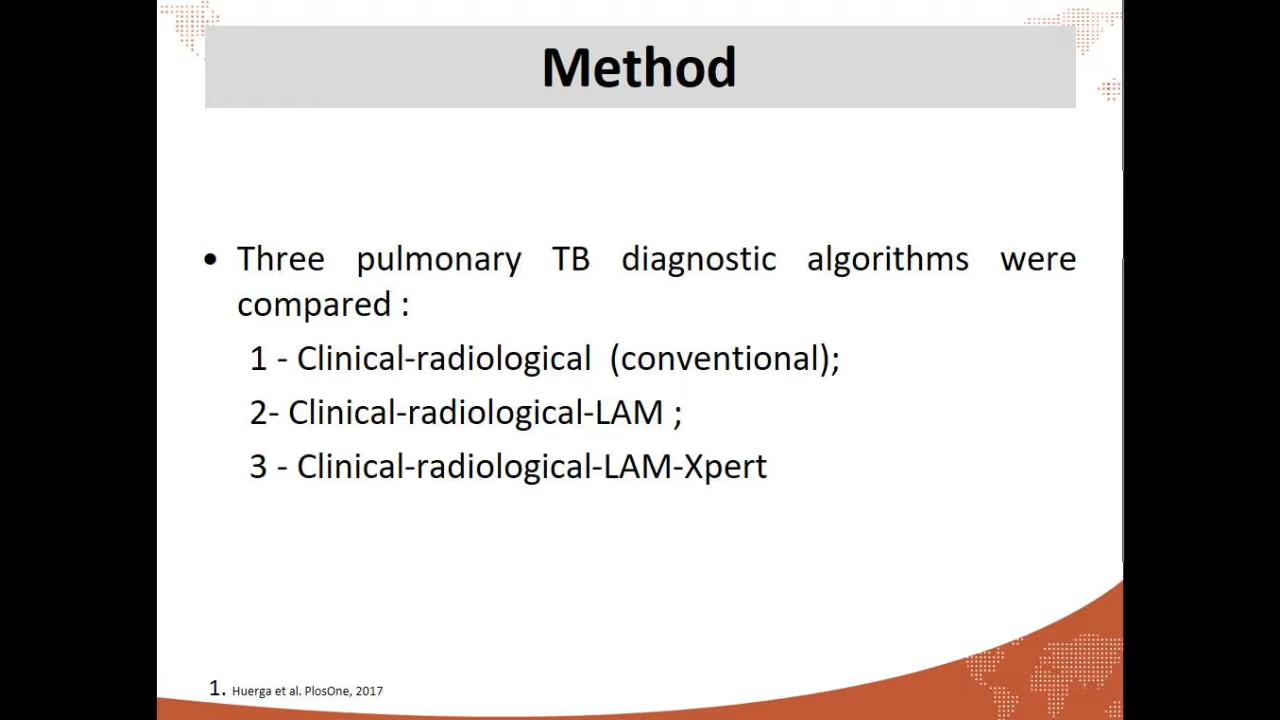 Method
• Three pulmonary TB diagnostic algorithms were
compared :
1 - Clinical-radiological (conventional);
2- Clinical-radiological-LAM ;
3 - Clinical-radiological-LAM-Xpert
1. Huerga et al. PlosOne, 2017